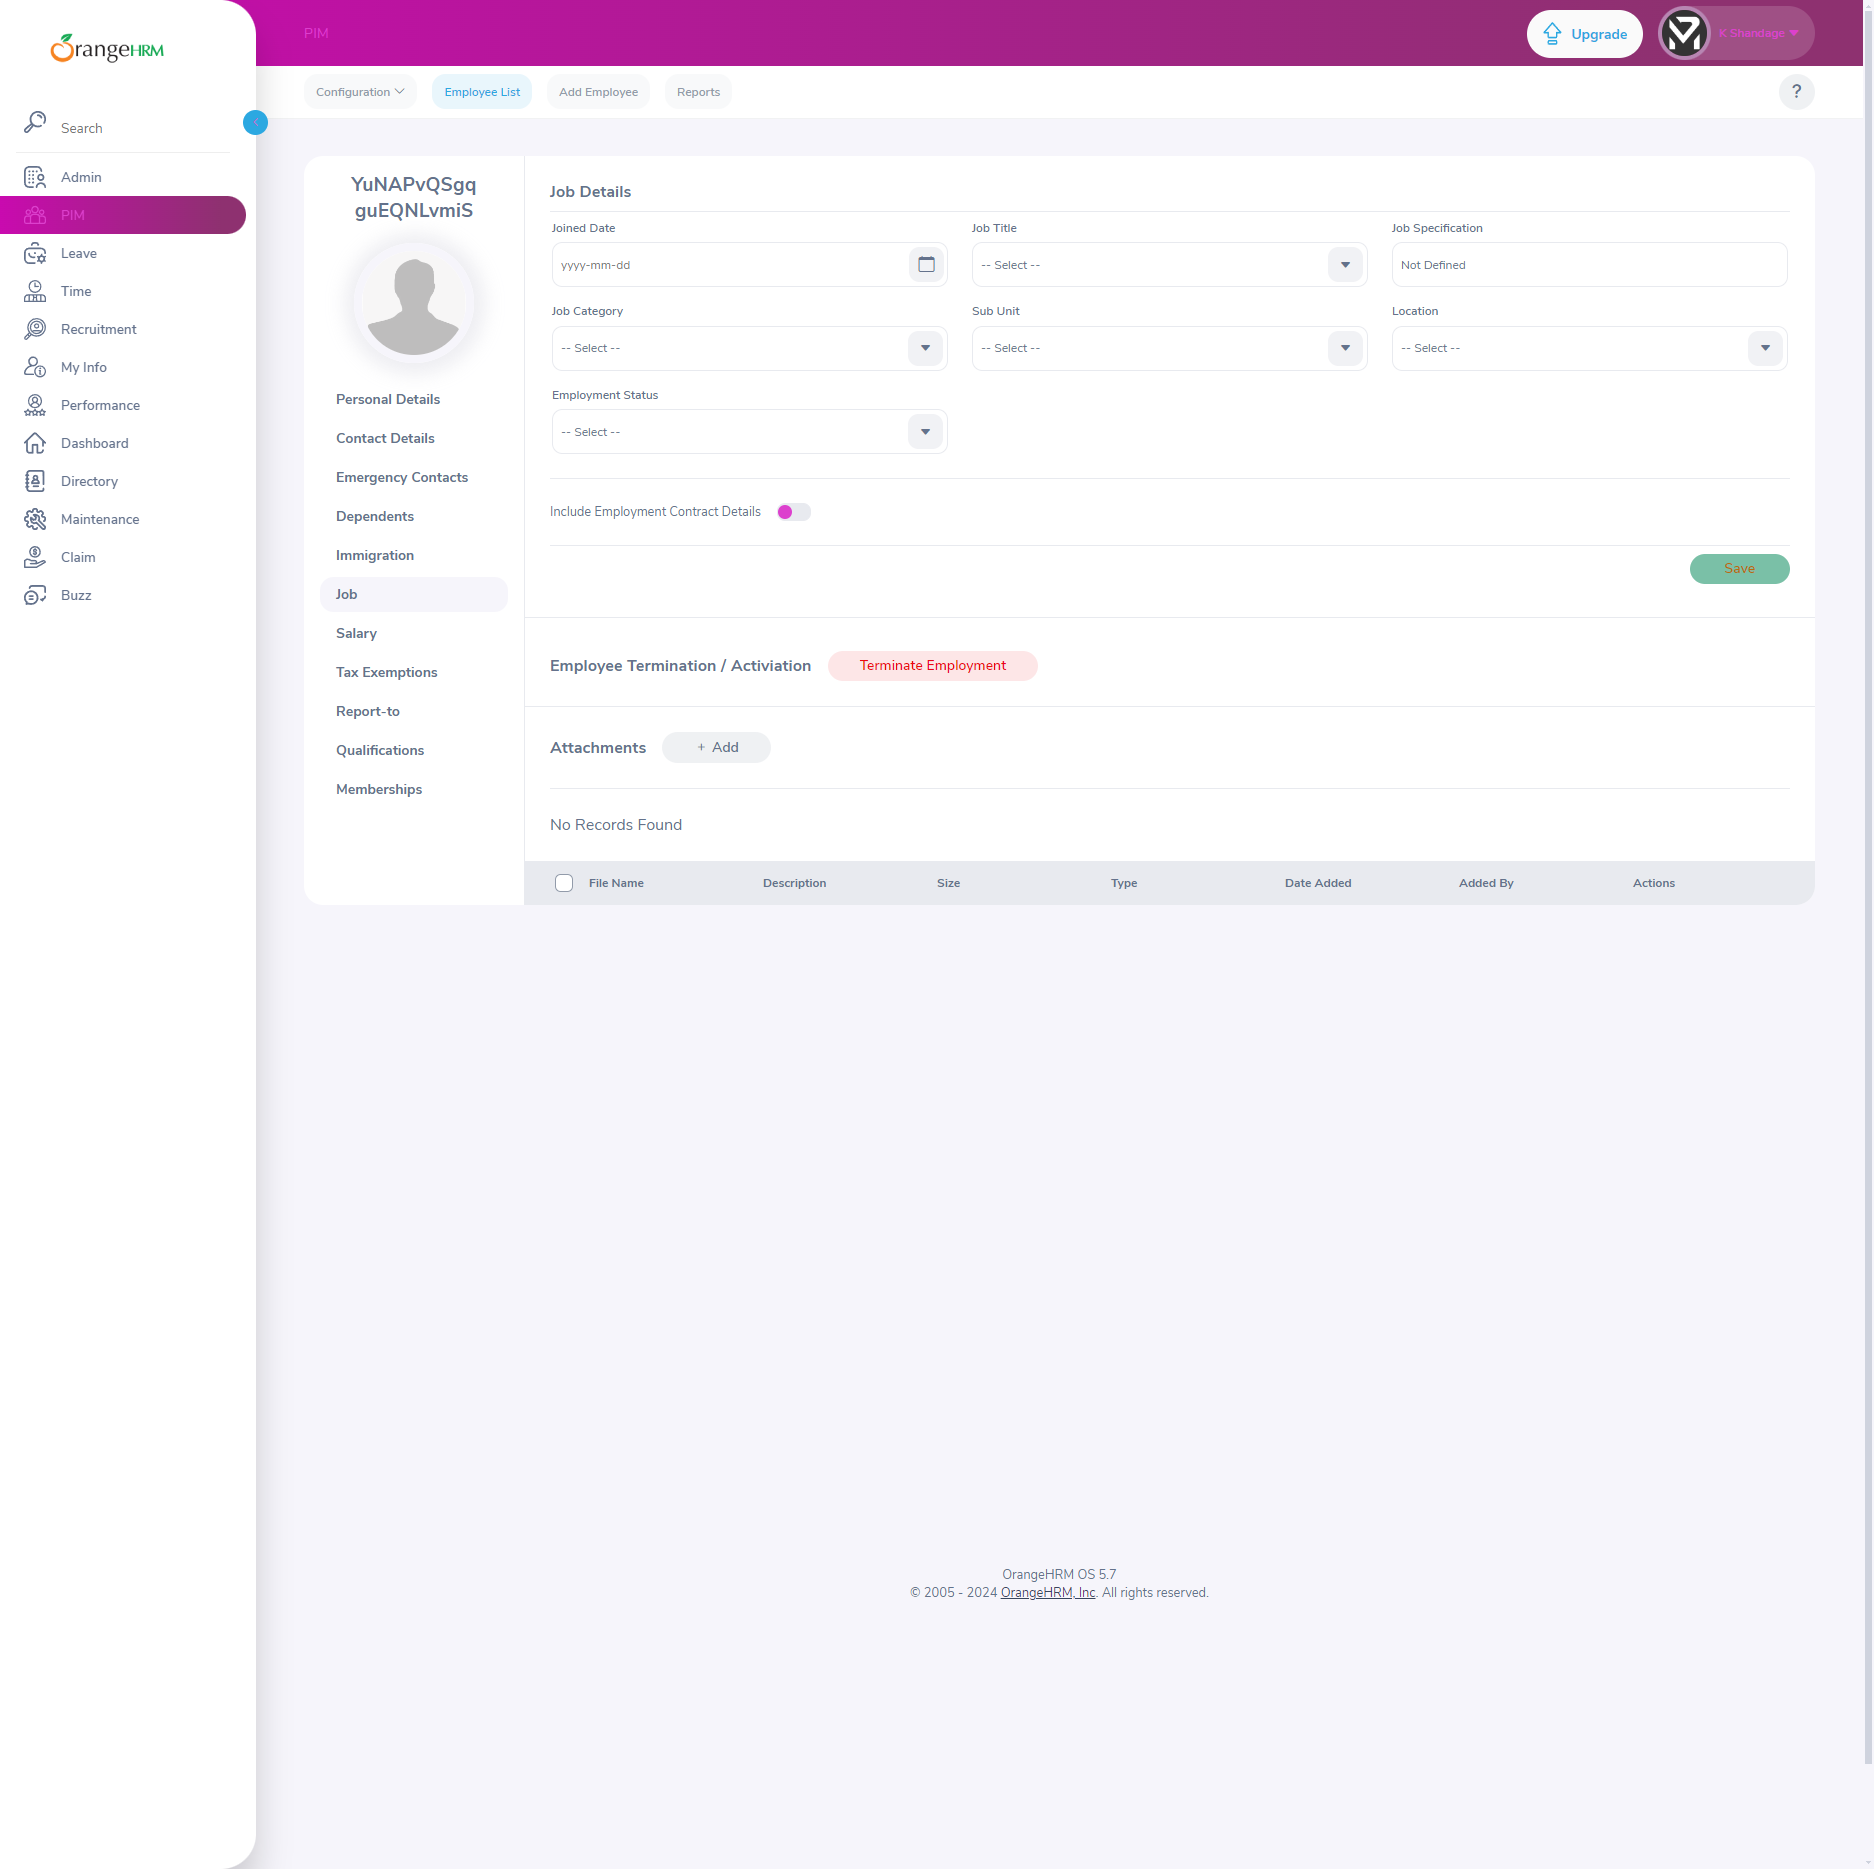 OrangeHRM
Search
Admin
PIM
Leave
Time
Recruitment
My Info
Performance
Dashboard
Directory
Maintenance
Claim
Buzz
PIM
Upgrade
K Shandage
Configuration
Employee List
Add Employee
Reports
?
YuNAPvQSgq
guEQNLvmiS
Personal Details
Contact Details
Emergency Contacts
Dependents
Immigration
Job
Salary
Tax Exemptions
Report-to
Qualifications
Memberships
Job Details
Joined Date
Job Title
Job Specification
yyyy-mm-dd
-- Select --
Not Defined
Job Category
Sub Unit
Location
-- Select --
-- Select --
-- Select --
Employment Status
-- Select --
Include Employment Contract Details
Save
Employee Termination / Activiation
Terminate Employment
Attachments
+ Add
No Records Found
File Name
Description
Size
Type
Date Added
Added By
Actions
OrangeHRM OS 5.7
© 2005 - 2024 OrangeHRM, Inc. All rights reserved.